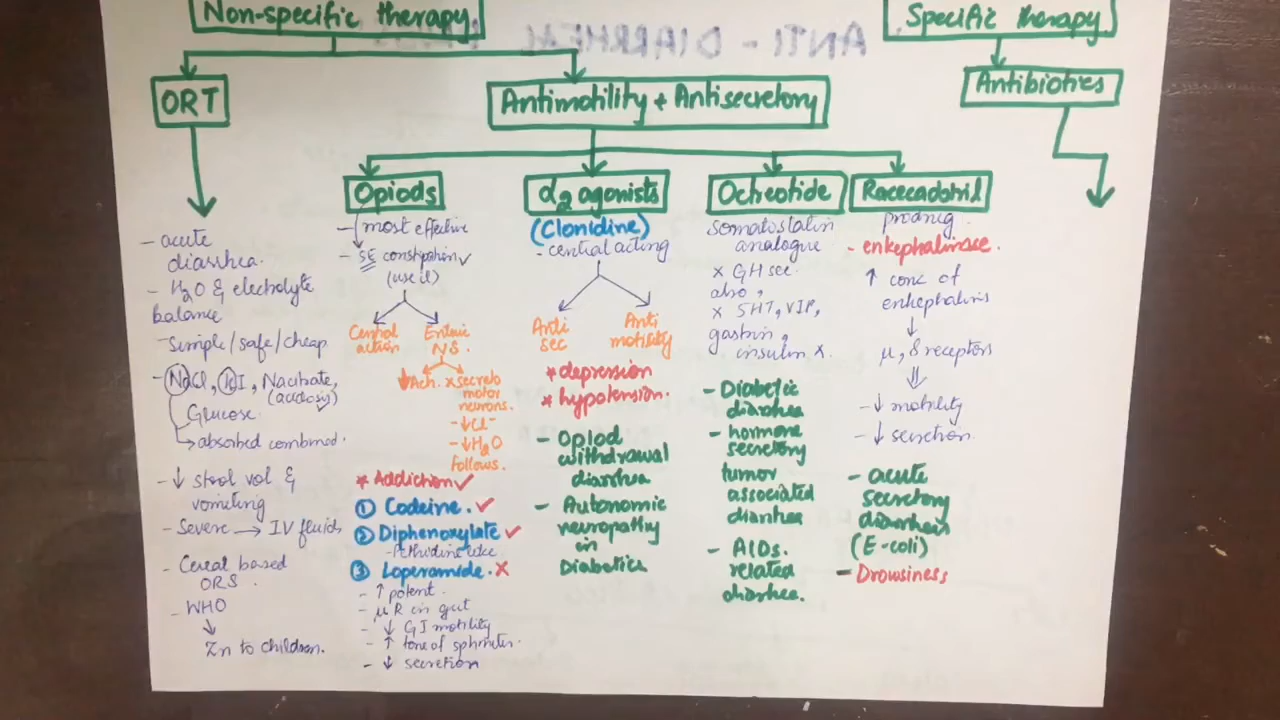 Non-specific therapy
Specific therapy
ANTI-DIARRHEAL
ORT
Antimotility + Antisecretory
Antibiotics
- acute
diarrhea.
- H2O & electrolyte
balance
- Simple/safe/cheap
- NaCl, KCl, Nacitrate,
(acidosis)
Glucose.
→ absorbed combined.
- ↓ stool vol &
vomiting
- Severe → IV fluids
- Cereal based
ORS.
- WHO
↓
Zn to children.
Opiods
- most effective
- SE constipation ✓
(use it)
Central
action
Enteric
N.S.
↓ Ach.
× secreto
motor
neurons.
- ↓Cl⁻
- ↓H2O
follows.
* Addiction ✓
① Codeine. ✓
② Diphenoxylate ✓
- Pethidine like
③ Loperamide. ×
- ↑ potent.
- μ R in gut
- ↓ GI motility
- ↑ tone of sphincter.
- ↓ secretion
α2 agonists
(Clonidine)
- central acting
Anti
sec
Anti
motility
* depression
* hypotension.
- Opiod
withdrawal
diarrhea
- Autonomic
neuropathy
in
Diabetics
Octreotide
somatostatin
analogue
× GH sec.
also,
× 5HT, VIP,
gastrin,
insulin ×.
- Diabetic
diarrhea
- hormone
secretory
tumor
associated
diarrhea
- AIDs.
related
diarrhea.
Racecadotril
prodrug
- enkephalinase.
↑ conc of
enkephalins
↓
μ, δ receptors
⇓
- ↓ motility
- ↓ secretion.
- acute
secretory
diarrhea
(E-coli)
- Drowsiness